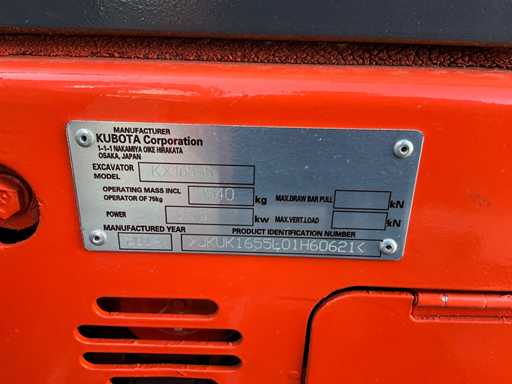 MANUFACTURER
KUBOTA Corporation
1-1-1 NAKAMIYA OIKE HIRAKATA
OSAKA, JAPAN
EXCAVATOR
MODEL
OPERATING MASS INCL
OPERATOR OF 75kg
kg
MAX.DRAW BAR PULL
kN
POWER
kw
MAX.VERT.LOAD
kN
MANUFACTURED YEAR
PRODUCT IDENTIFICATION NUMBER